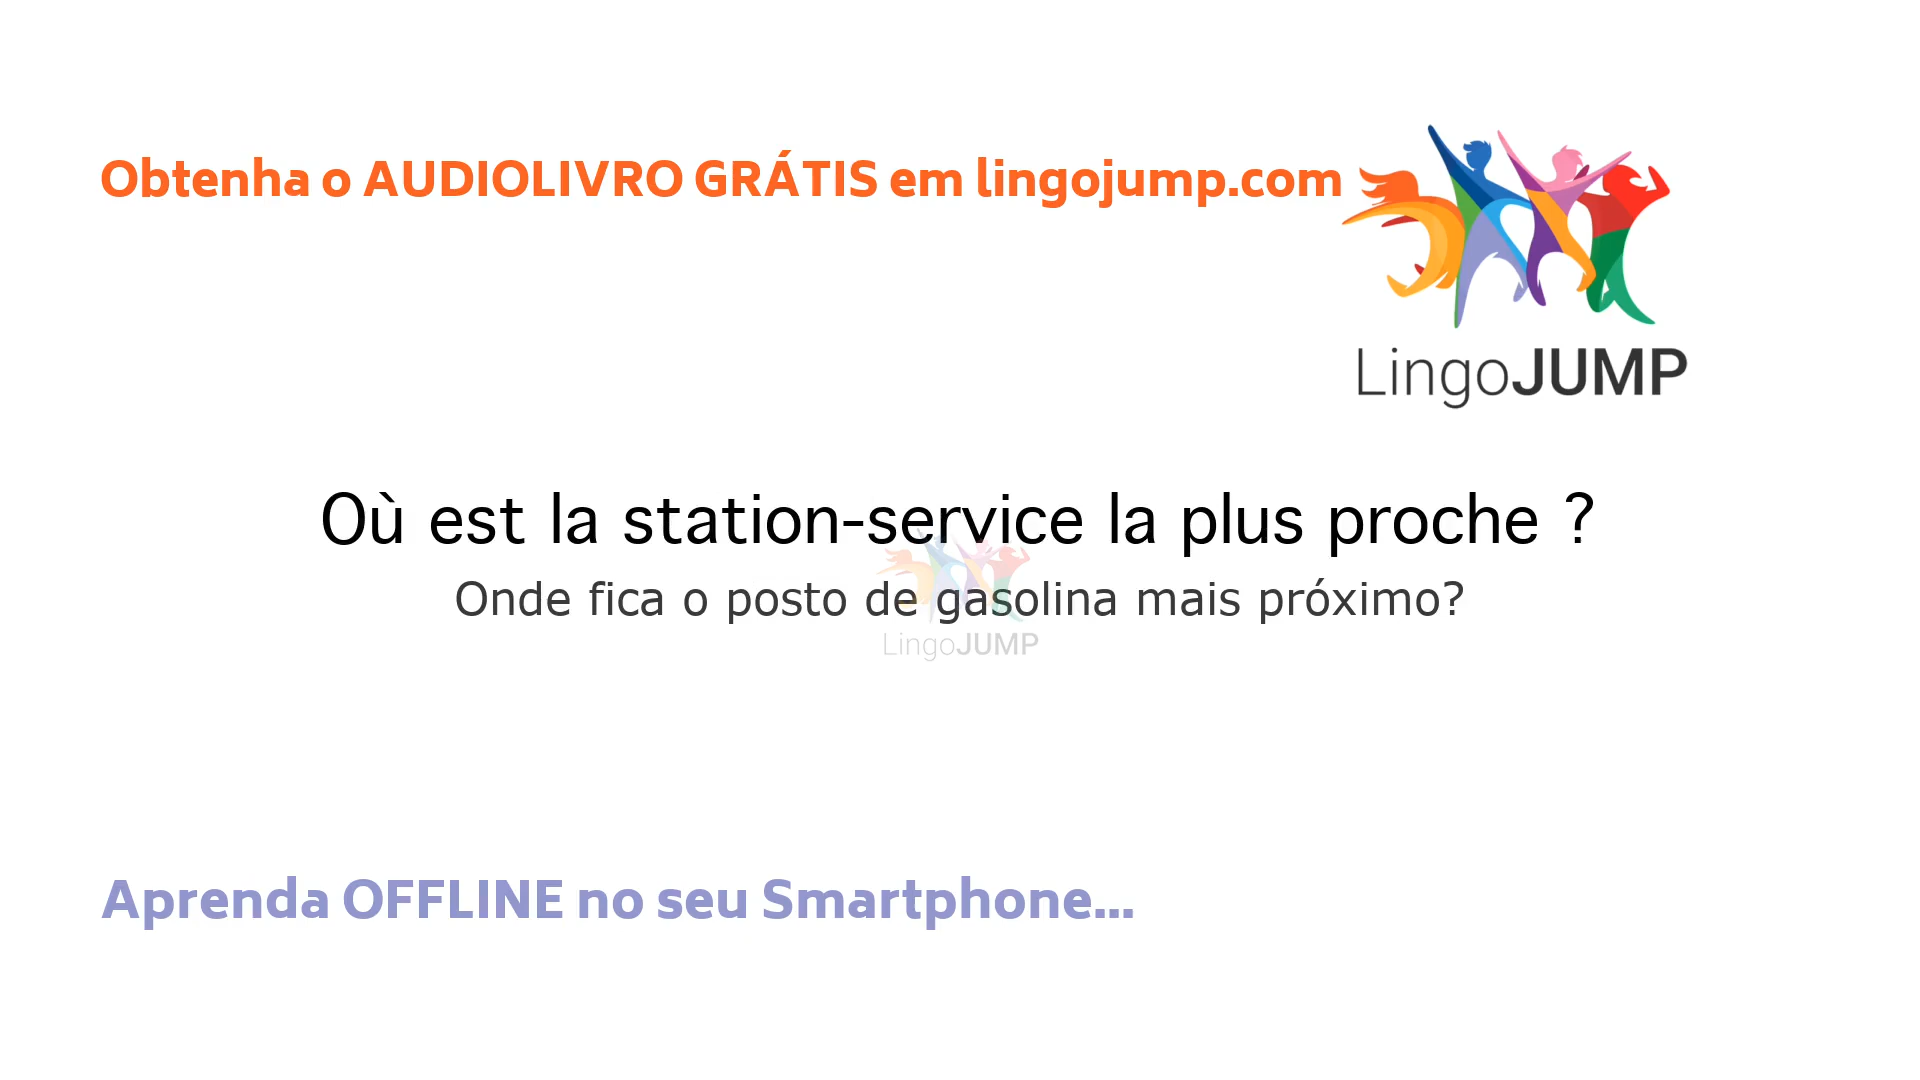 Obtenha o AUDIOLIVRO GRÁTIS em lingojump.com
LingoJUMP
Où est la station-service la plus proche ?
Onde fica o posto de gasolina mais próximo?
LingoJUMP
Aprenda OFFLINE no seu Smartphone...